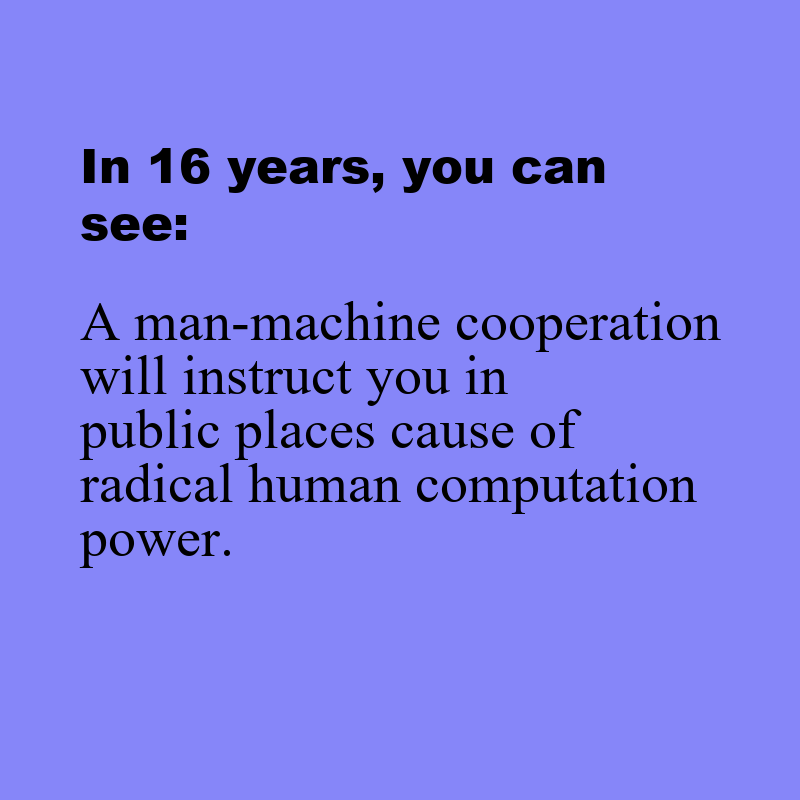 In 16 years, you can
see:
A man-machine cooperation
will instruct you in
public places cause of
radical human computation
power.